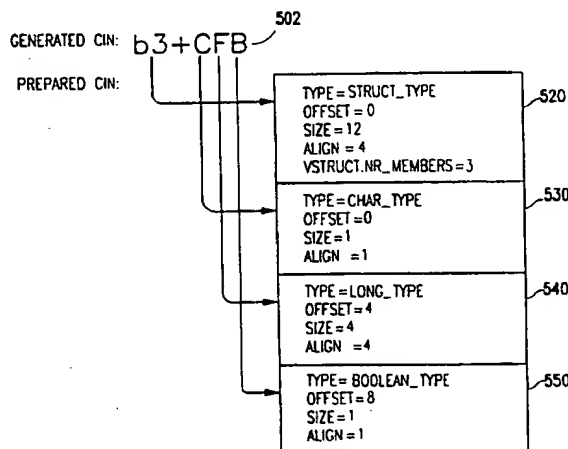 GENERATED CIN: b3+CFB 502
PREPARED CIN:
TYPE=STRUCT_TYPE 520
OFFSET=0
SIZE=12
ALIGN=4
VSTRUCT.NR_MEMBERS=3
TYPE=CHAR_TYPE 530
OFFSET=0
SIZE=1
ALIGN=1
TYPE=LONG_TYPE 540
OFFSET=4
SIZE=4
ALIGN=4
TYPE=BOOLEAN_TYPE 550
OFFSET=8
SIZE=1
ALIGN=1